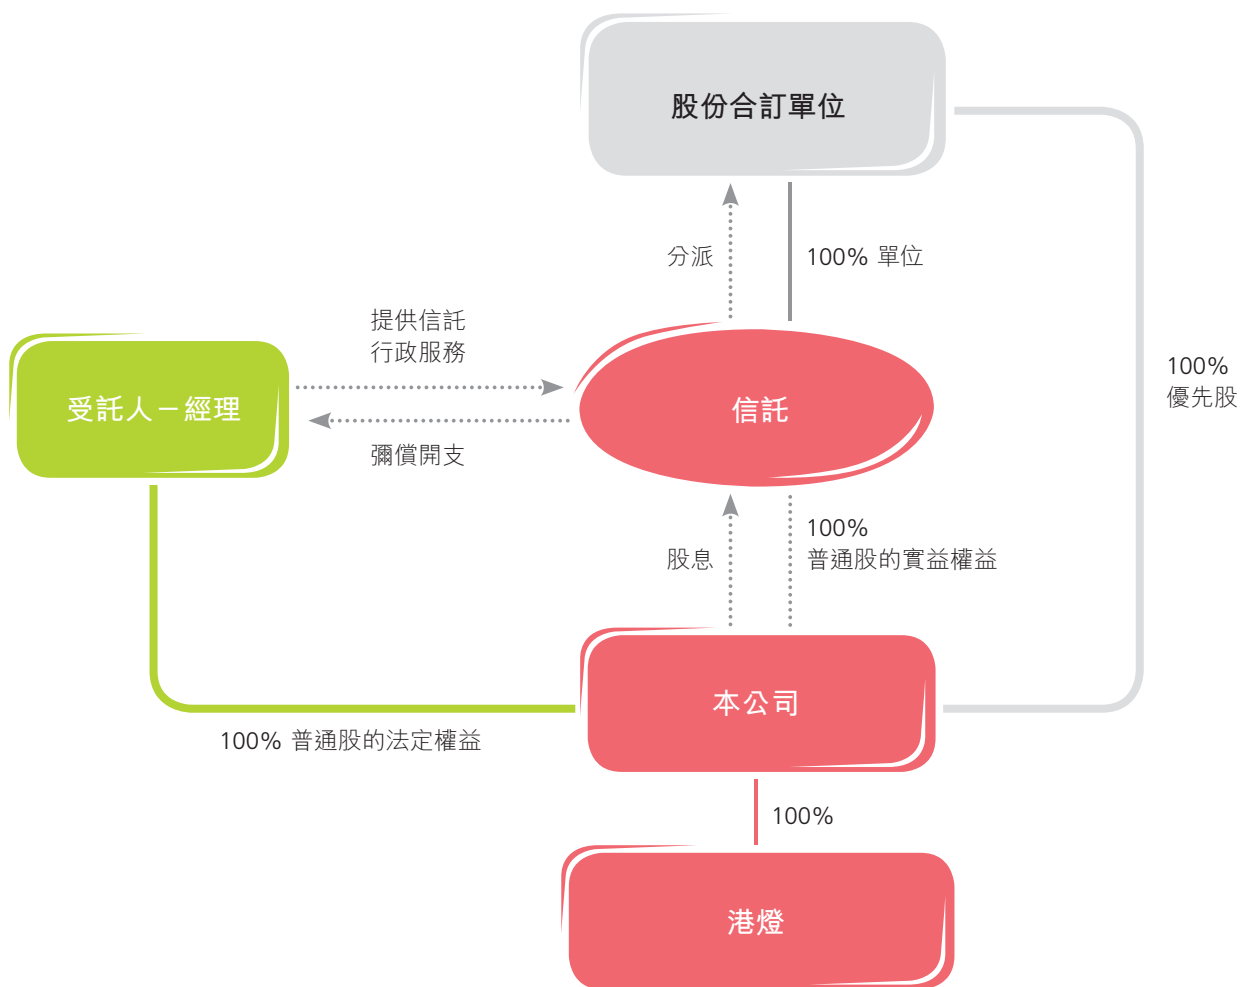 股份合訂單位
分派
100% 單位
提供信託
行政服務
100%
優先股
受託人－經理
信託
彌償開支
100%
普通股的實益權益
股息
本公司
100% 普通股的法定權益
100%
港燈